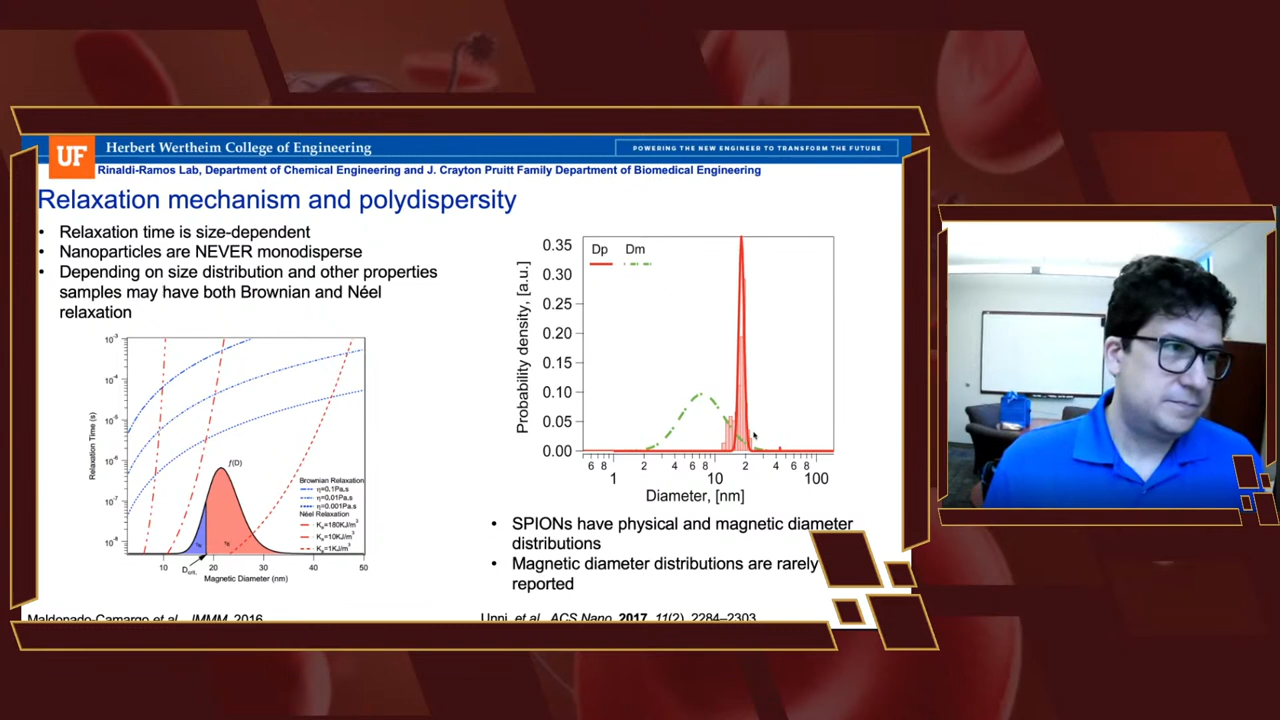 UF
Herbert Wertheim College of Engineering
POWERING THE NEW ENGINEER TO TRANSFORM THE FUTURE
Rinaldi-Ramos Lab, Department of Chemical Engineering and J. Crayton Pruitt Family Department of Biomedical Engineering
Relaxation mechanism and polydispersity
• Relaxation time is size-dependent
• Nanoparticles are NEVER monodisperse
• Depending on size distribution and other properties
samples may have both Brownian and Néel
relaxation
10⁻³
10⁻⁴
10⁻⁵
10⁻⁶
10⁻⁷
10⁻⁸
Relaxation Time (s)
f(D)
Brownian Relaxation
η=0.1Pa.s
η=0.01Pa.s
η=0.001Pa.s
Néel Relaxation
K=180KJ/m³
K=10KJ/m³
K=1KJ/m³
10 20 30 40 50
Dcrit.
Magnetic Diameter (nm)
Maldonado-Camargo et al., JMMM, 2016
Dp Dm
0.35
0.30
0.25
0.20
0.15
0.10
0.05
0.00
Probability density, [a.u.]
6 8 2 4 6 8 2 4 6 8
1 10 100
Diameter, [nm]
• SPIONs have physical and magnetic diameter
distributions
• Magnetic diameter distributions are rarely
reported
Unni, et al., ACS Nano, 2017, 11(2), 2284–2303